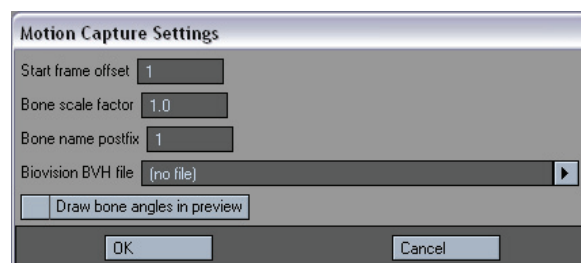 Motion Capture Settings
Start frame offset 1
Bone scale factor 1.0
Bone name postfix 1
Biovision BVH file (no file)
Draw bone angles in preview
OK Cancel